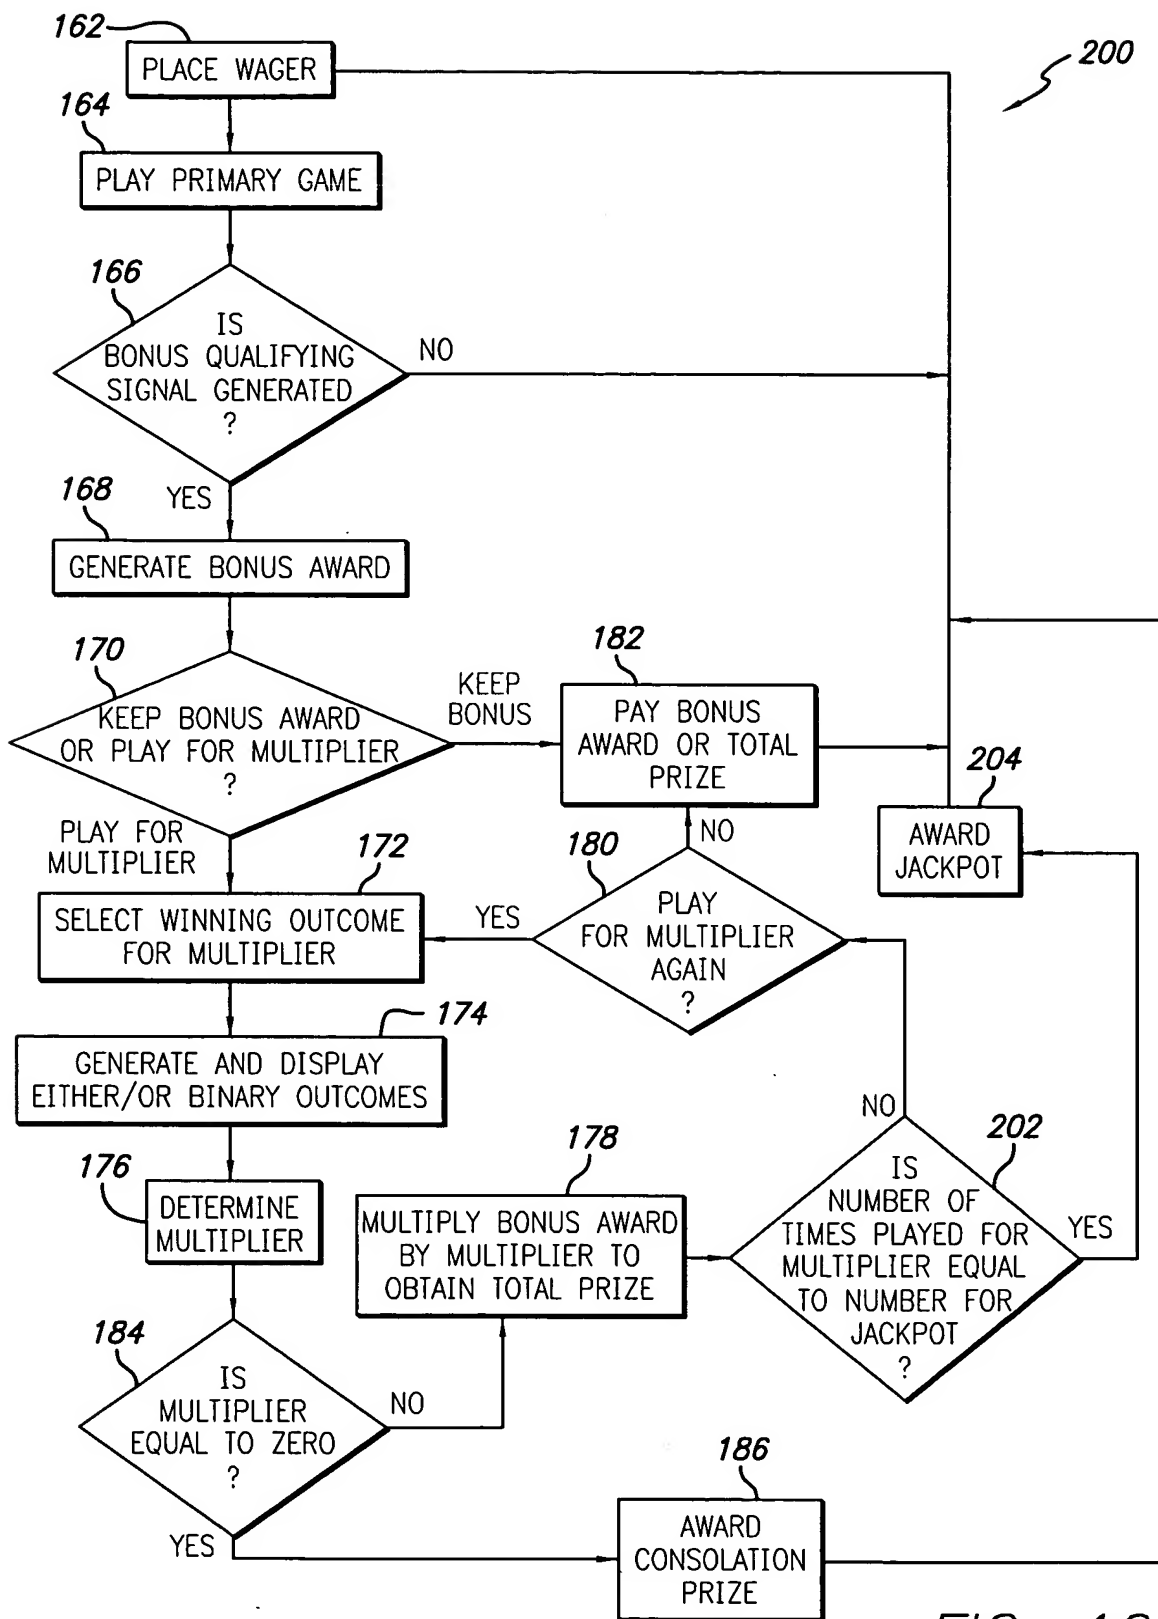 162
PLACE WAGER
200
164
PLAY PRIMARY GAME
166
IS
BONUS QUALIFYING
SIGNAL GENERATED
?
NO
YES
168
GENERATE BONUS AWARD
170
KEEP BONUS AWARD
OR PLAY FOR MULTIPLIER
?
KEEP
BONUS
182
PAY BONUS
AWARD OR TOTAL
PRIZE
204
AWARD
JACKPOT
PLAY FOR
MULTIPLIER
172
SELECT WINNING OUTCOME
FOR MULTIPLIER
YES
180
NO
PLAY
FOR MULTIPLIER
AGAIN
?
174
GENERATE AND DISPLAY
EITHER/OR BINARY OUTCOMES
176
DETERMINE
MULTIPLIER
178
MULTIPLY BONUS AWARD
BY MULTIPLIER TO
OBTAIN TOTAL PRIZE
NO
202
IS
NUMBER OF
TIMES PLAYED FOR
MULTIPLIER EQUAL
TO NUMBER FOR
JACKPOT
?
YES
184
IS
MULTIPLIER
EQUAL TO ZERO
?
NO
YES
186
AWARD
CONSOLATION
PRIZE